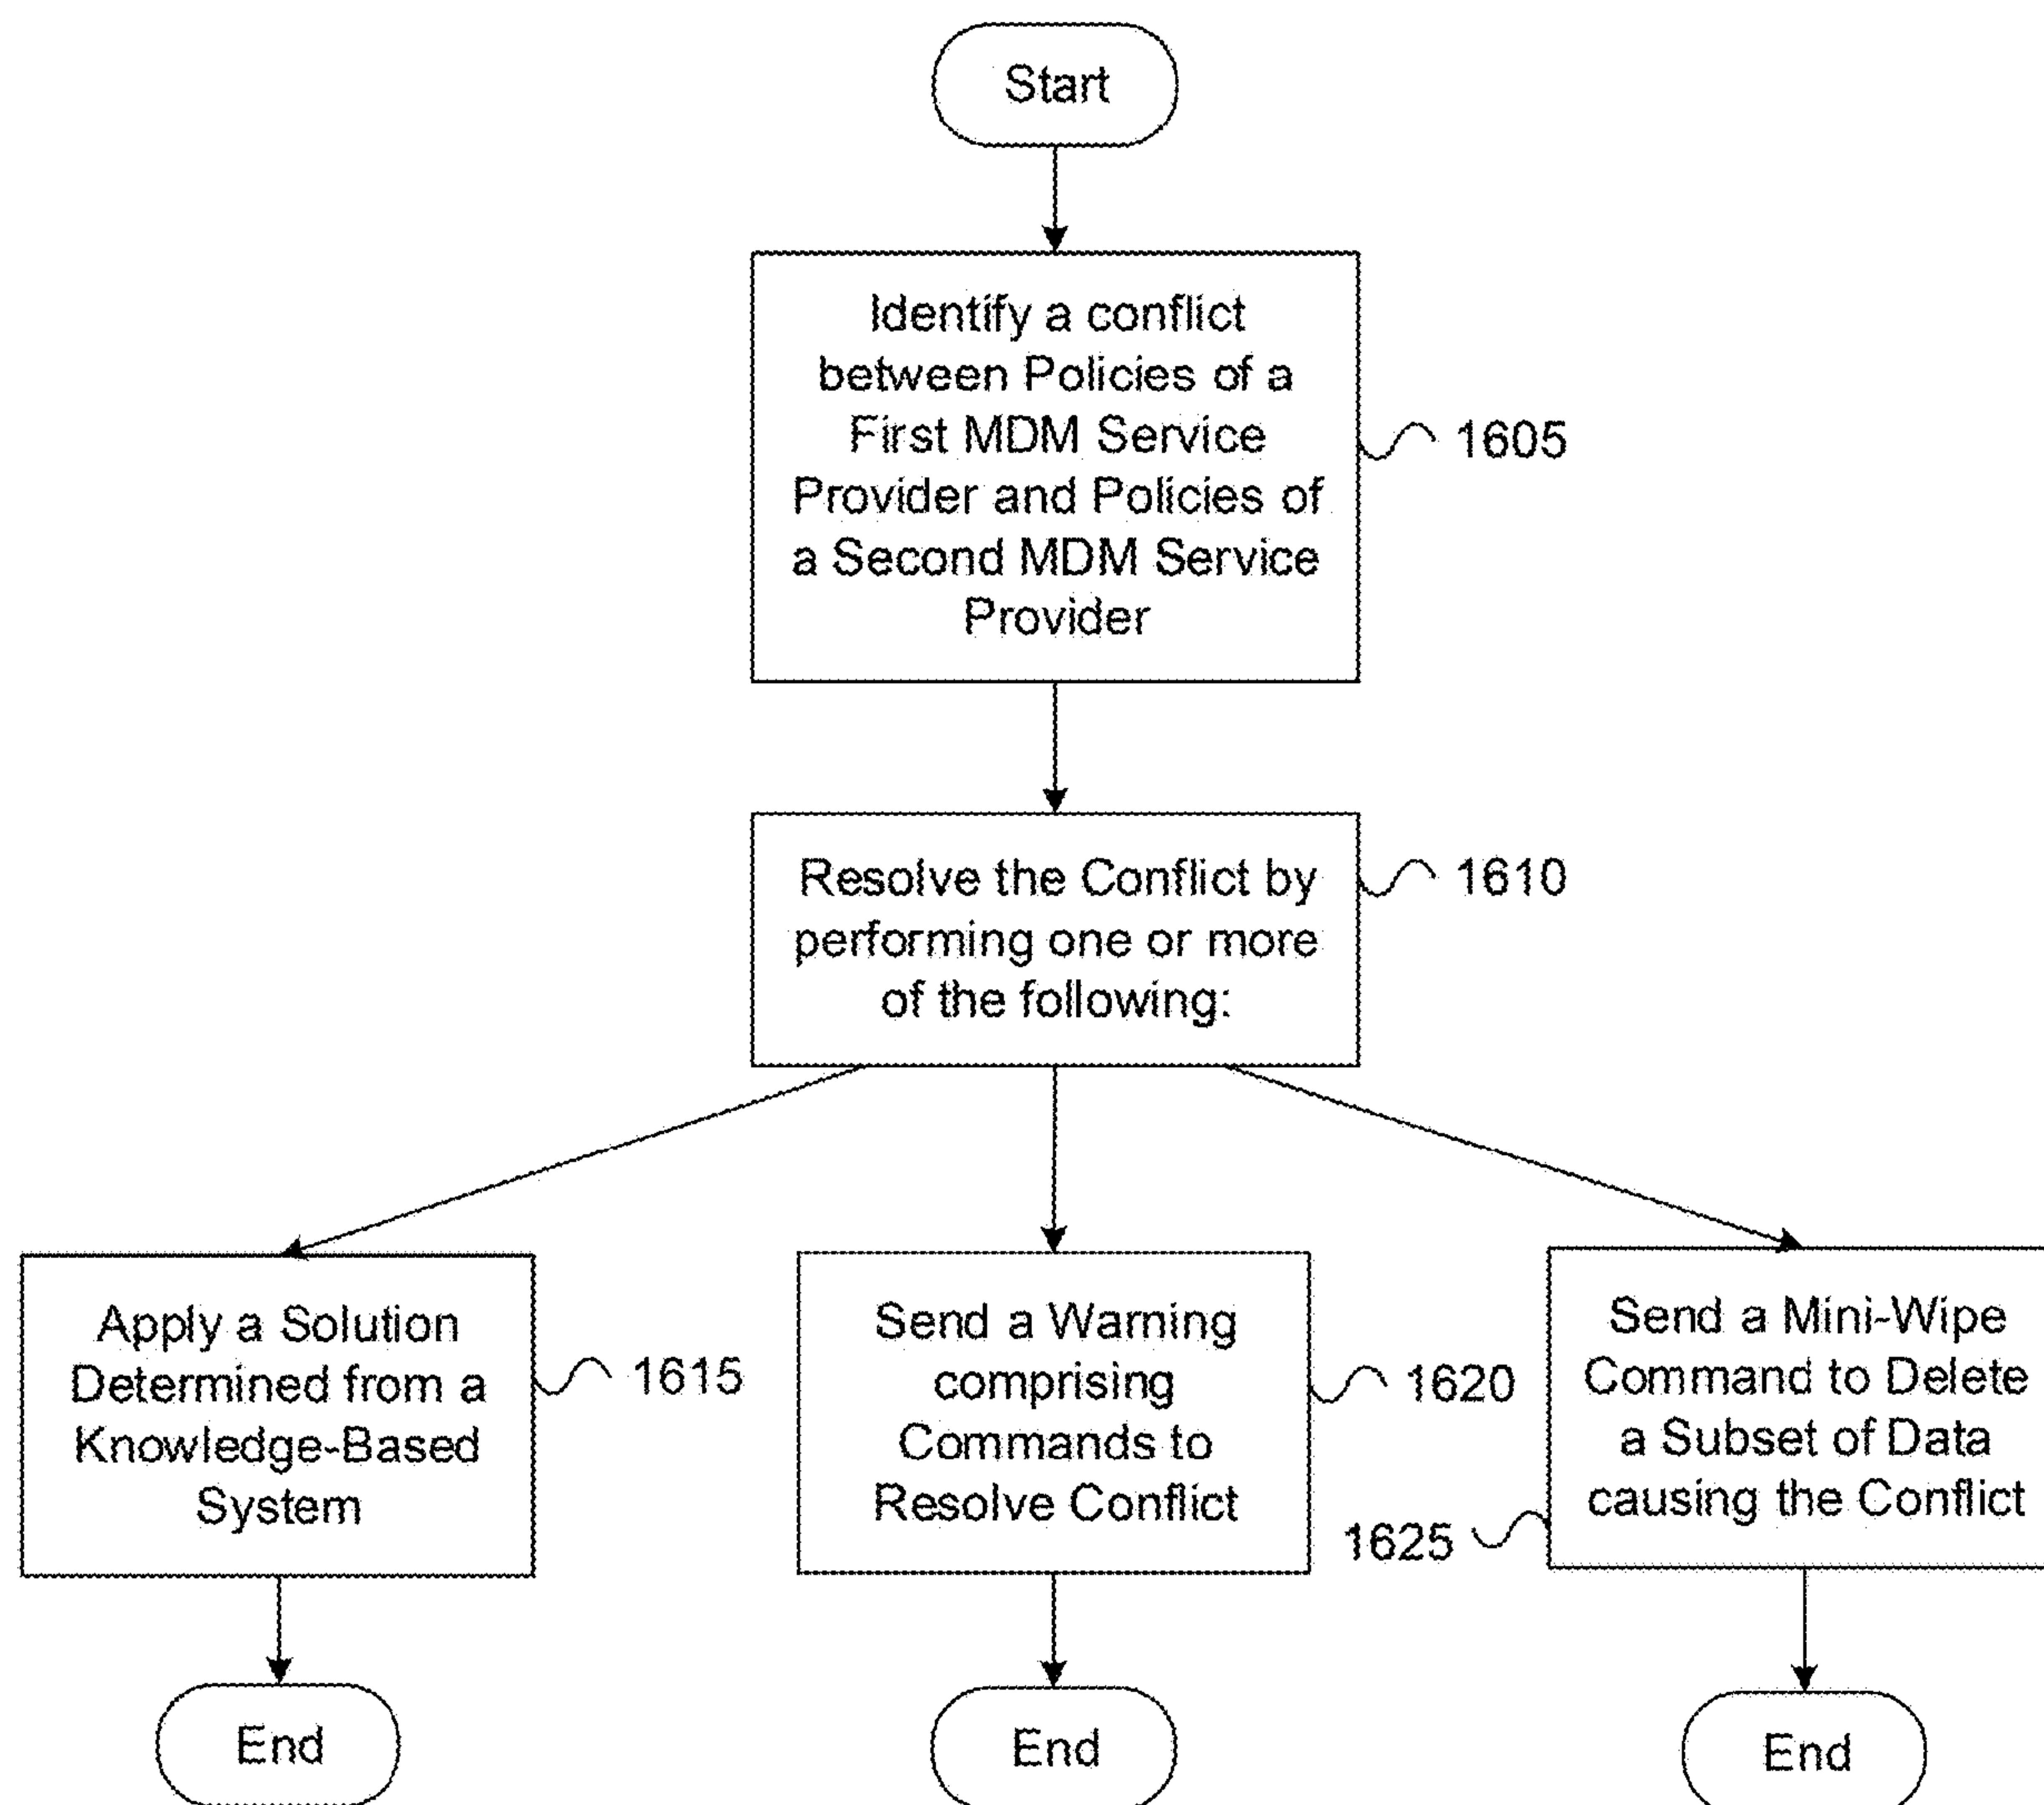 Start
Identify a conflict
between Policies of a
First MDM Service
Provider and Policies of
a Second MDM Service
Provider
1605
Resolve the Conflict by
performing one or more
of the following:
1610
Apply a Solution
Determined from a
Knowledge-Based
System
1615
Send a Warning
comprising
Commands to
Resolve Conflict
1620
Send a Mini-Wipe
Command to Delete
a Subset of Data
causing the Conflict
1625
End
End
End